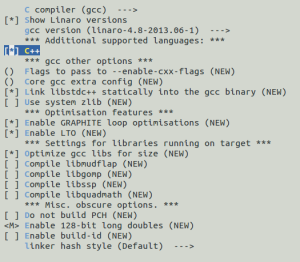 C compiler (gcc)  --->
[*] Show Linaro versions
gcc version (linaro-4.8-2013.06-1)  --->
*** Additional supported languages: ***
[*] C++
*** gcc other options ***
()  Flags to pass to --enable-cxx-flags (NEW)
()  Core gcc extra config (NEW)
[*] Link libstdc++ statically into the gcc binary (NEW)
[ ] Use system zlib (NEW)
*** Optimisation features ***
[*] Enable GRAPHITE loop optimisations (NEW)
[*] Enable LTO (NEW)
*** Settings for libraries running on target ***
[*] Optimize gcc libs for size (NEW)
[ ] Compile libmudflap (NEW)
[ ] Compile libgomp (NEW)
[ ] Compile libssp (NEW)
[ ] Compile libquadmath (NEW)
*** Misc. obscure options. ***
[ ] Do not build PCH (NEW)
<M> Enable 128-bit long doubles (NEW)
[ ] Enable build-id (NEW)
linker hash style (Default)  --->